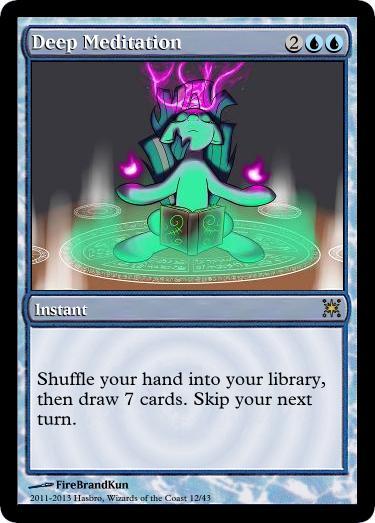 Deep Meditation 2
Instant
Shuffle your hand into your library,
then draw 7 cards. Skip your next
turn.
FireBrandKun
2011-2013 Hasbro, Wizards of the Coast 12/43